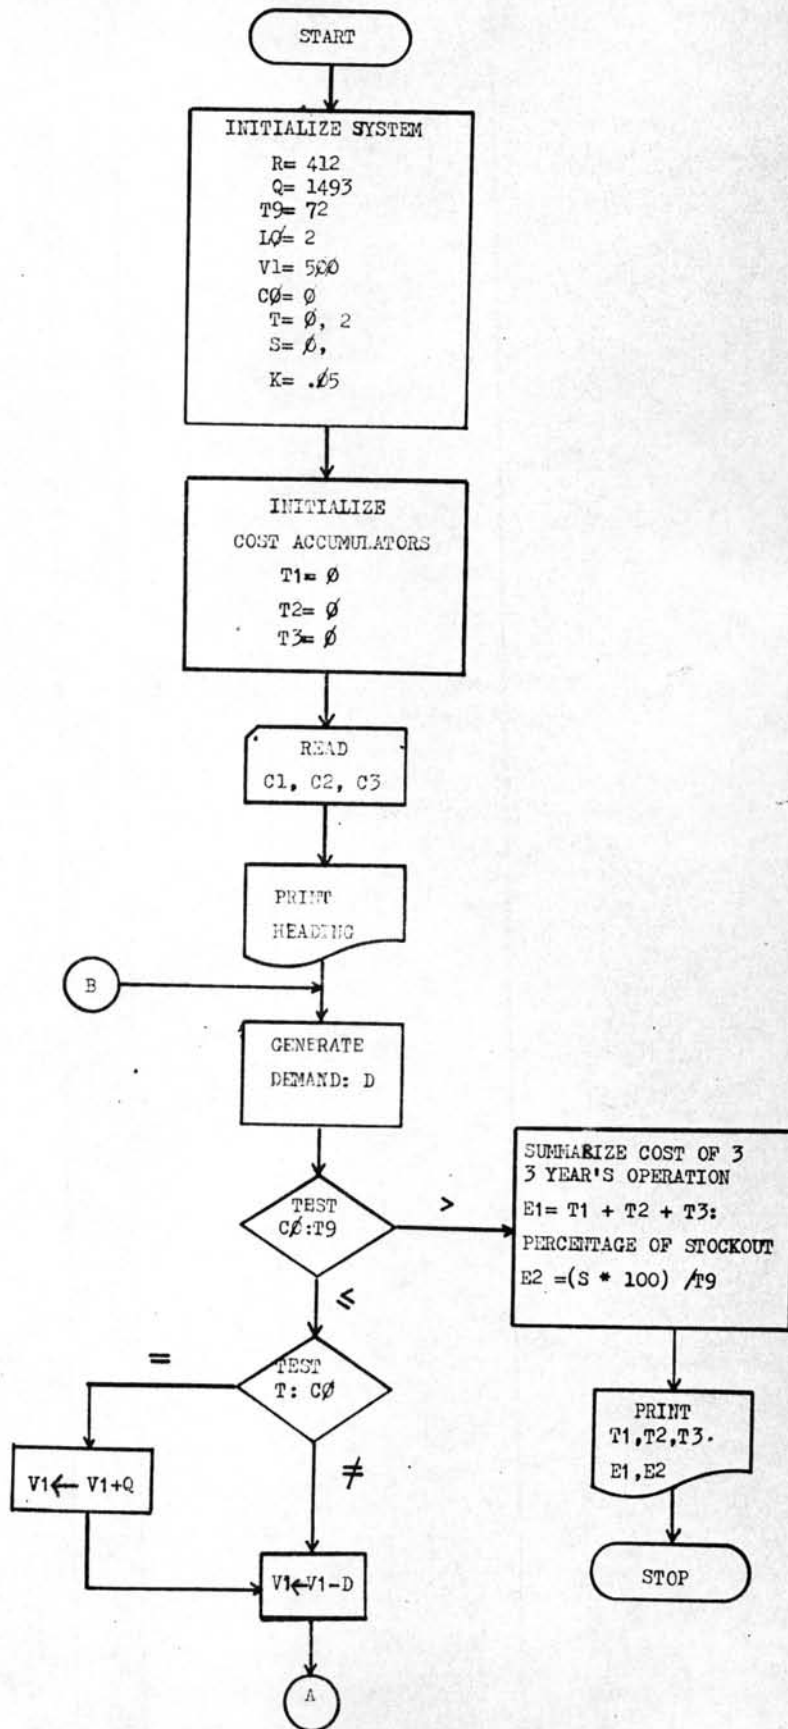 START
INITIALIZE SYSTEM
R= 412
Q= 1493
T9= 72
LØ= 2
V1= 5ØØ
CØ= Ø
T= Ø, 2
S= Ø,
K= .Ø5
INITIALIZE
COST ACCUMULATORS
T1= Ø
T2= Ø
T3= Ø
READ
C1, C2, C3
PRINT
HEADING
B
GENERATE
DEMAND: D
TEST
CØ:T9
>
≤
SUMMARIZE COST OF 3
3 YEAR'S OPERATION
E1= T1 + T2 + T3:
PERCENTAGE OF STOCKOUT
E2 =(S * 100) /T9
TEST
T: CØ
=
≠
V1← V1+Q
V1←V1-D
A
PRINT
T1,T2,T3.
E1,E2
STOP